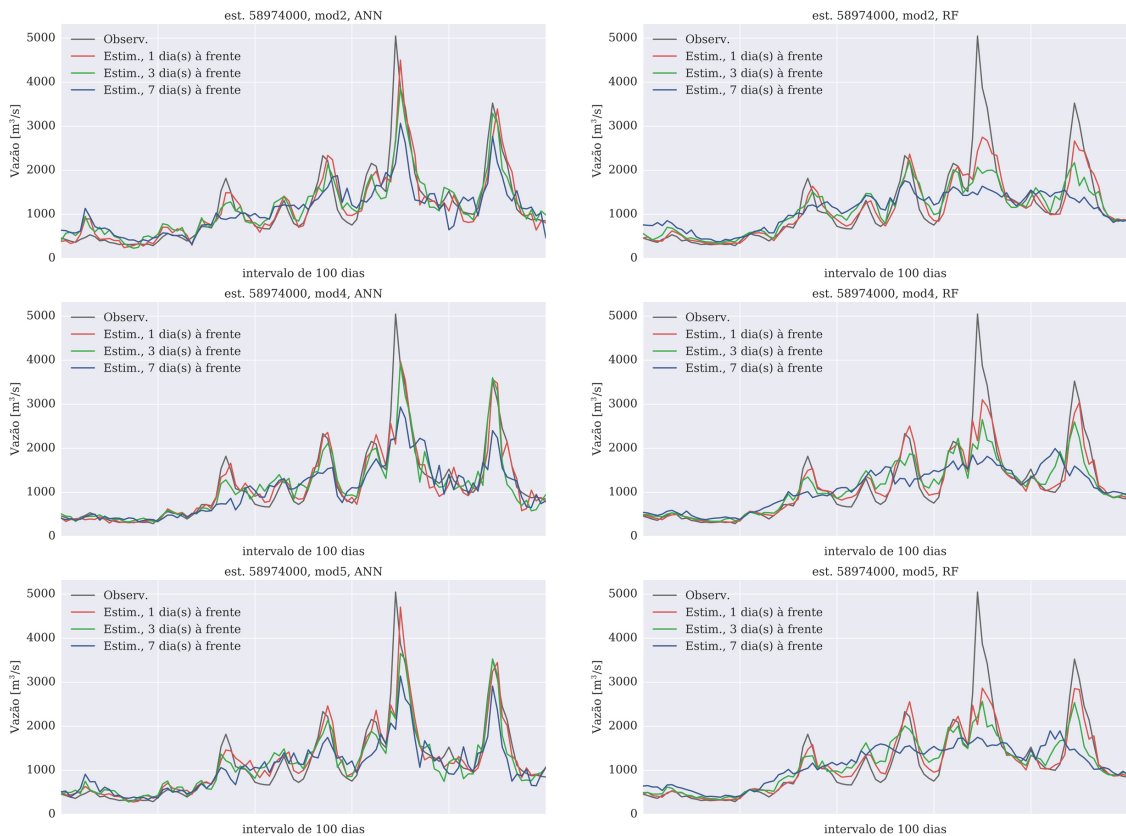 est. 58974000, mod2, ANN
Vazão [m³/s]
5000
4000
3000
2000
1000
0
Observ.
Estim., 1 dia(s) à frente
Estim., 3 dia(s) à frente
Estim., 7 dia(s) à frente
intervalo de 100 dias
est. 58974000, mod2, RF
Vazão [m³/s]
5000
4000
3000
2000
1000
0
Observ.
Estim., 1 dia(s) à frente
Estim., 3 dia(s) à frente
Estim., 7 dia(s) à frente
intervalo de 100 dias
est. 58974000, mod4, ANN
Vazão [m³/s]
5000
4000
3000
2000
1000
0
Observ.
Estim., 1 dia(s) à frente
Estim., 3 dia(s) à frente
Estim., 7 dia(s) à frente
intervalo de 100 dias
est. 58974000, mod4, RF
Vazão [m³/s]
5000
4000
3000
2000
1000
0
Observ.
Estim., 1 dia(s) à frente
Estim., 3 dia(s) à frente
Estim., 7 dia(s) à frente
intervalo de 100 dias
est. 58974000, mod5, ANN
Vazão [m³/s]
5000
4000
3000
2000
1000
0
Observ.
Estim., 1 dia(s) à frente
Estim., 3 dia(s) à frente
Estim., 7 dia(s) à frente
intervalo de 100 dias
est. 58974000, mod5, RF
Vazão [m³/s]
5000
4000
3000
2000
1000
0
Observ.
Estim., 1 dia(s) à frente
Estim., 3 dia(s) à frente
Estim., 7 dia(s) à frente
intervalo de 100 dias